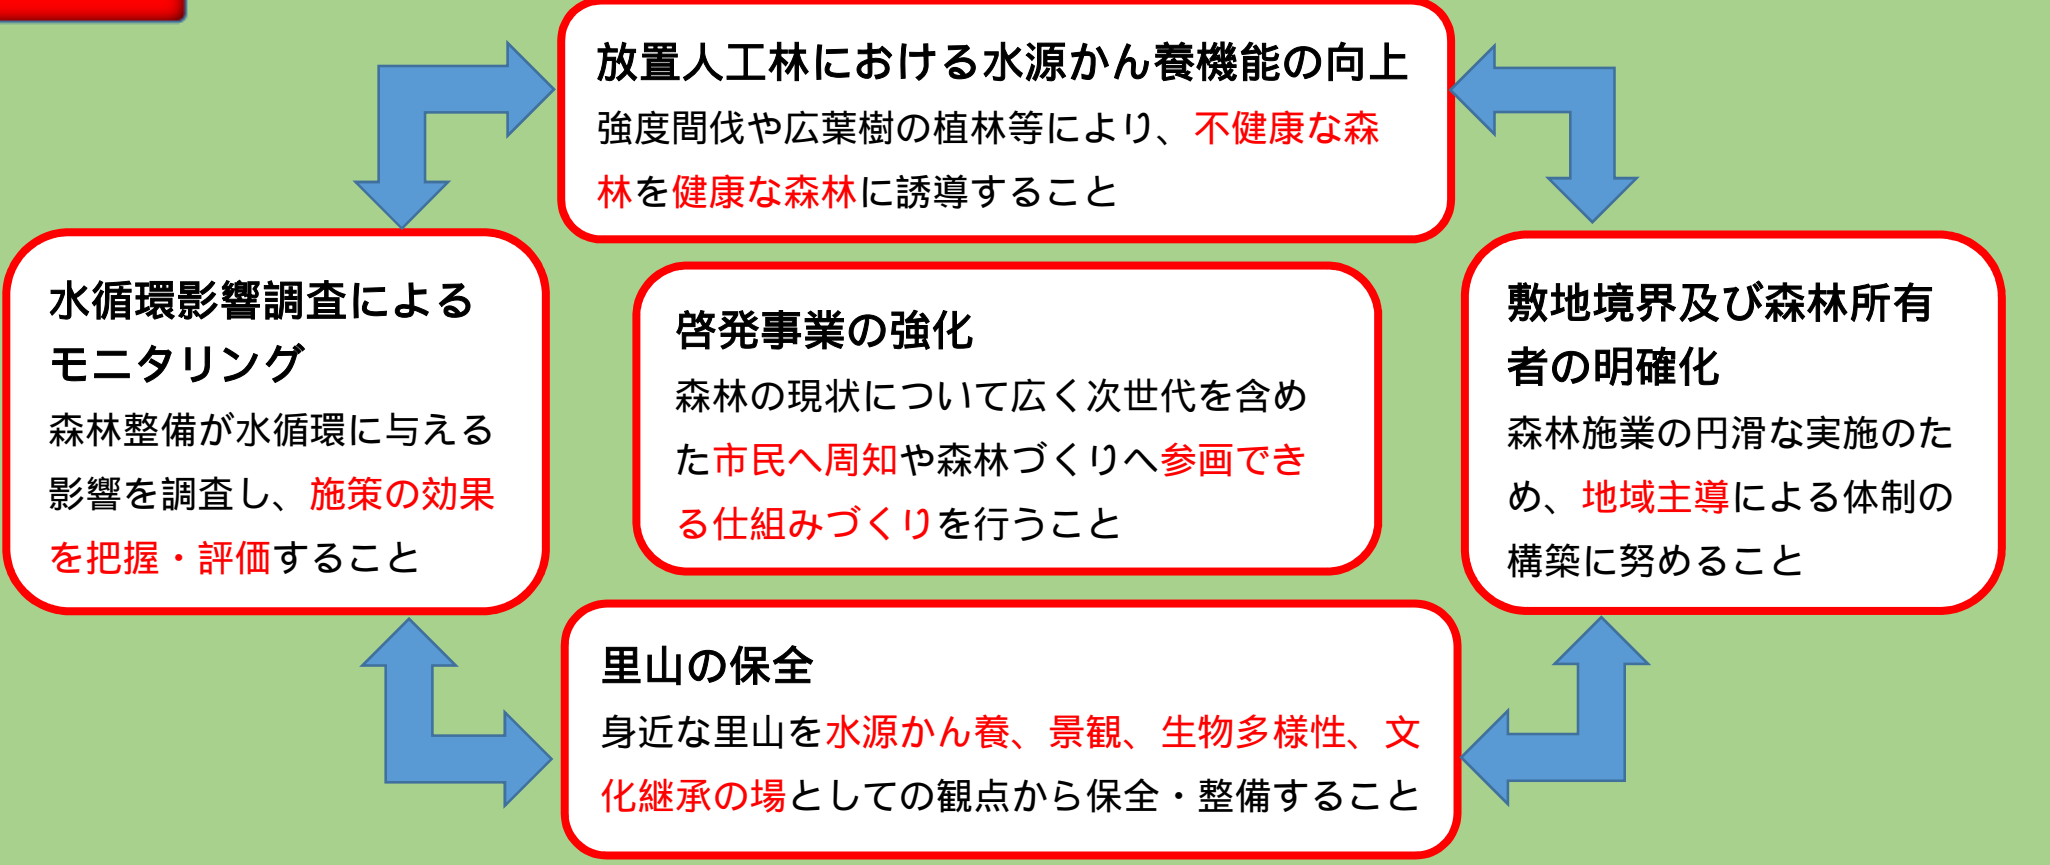 放置人工林における水源かん養機能の向上
強度間伐や広葉樹の植林等により、不健康な森
林を健康な森林に誘導すること
水循環影響調査による
モニタリング
森林整備が水循環に与える
影響を調査し、施策の効果
を把握・評価すること
啓発事業の強化
森林の現状について広く次世代を含め
た市民へ周知や森林づくりへ参画でき
る仕組みづくりを行うこと
敷地境界及び森林所有
者の明確化
森林施業の円滑な実施のた
め、地域主導による体制の
構築に努めること
里山の保全
身近な里山を水源かん養、景観、生物多様性、文
化継承の場としての観点から保全・整備すること